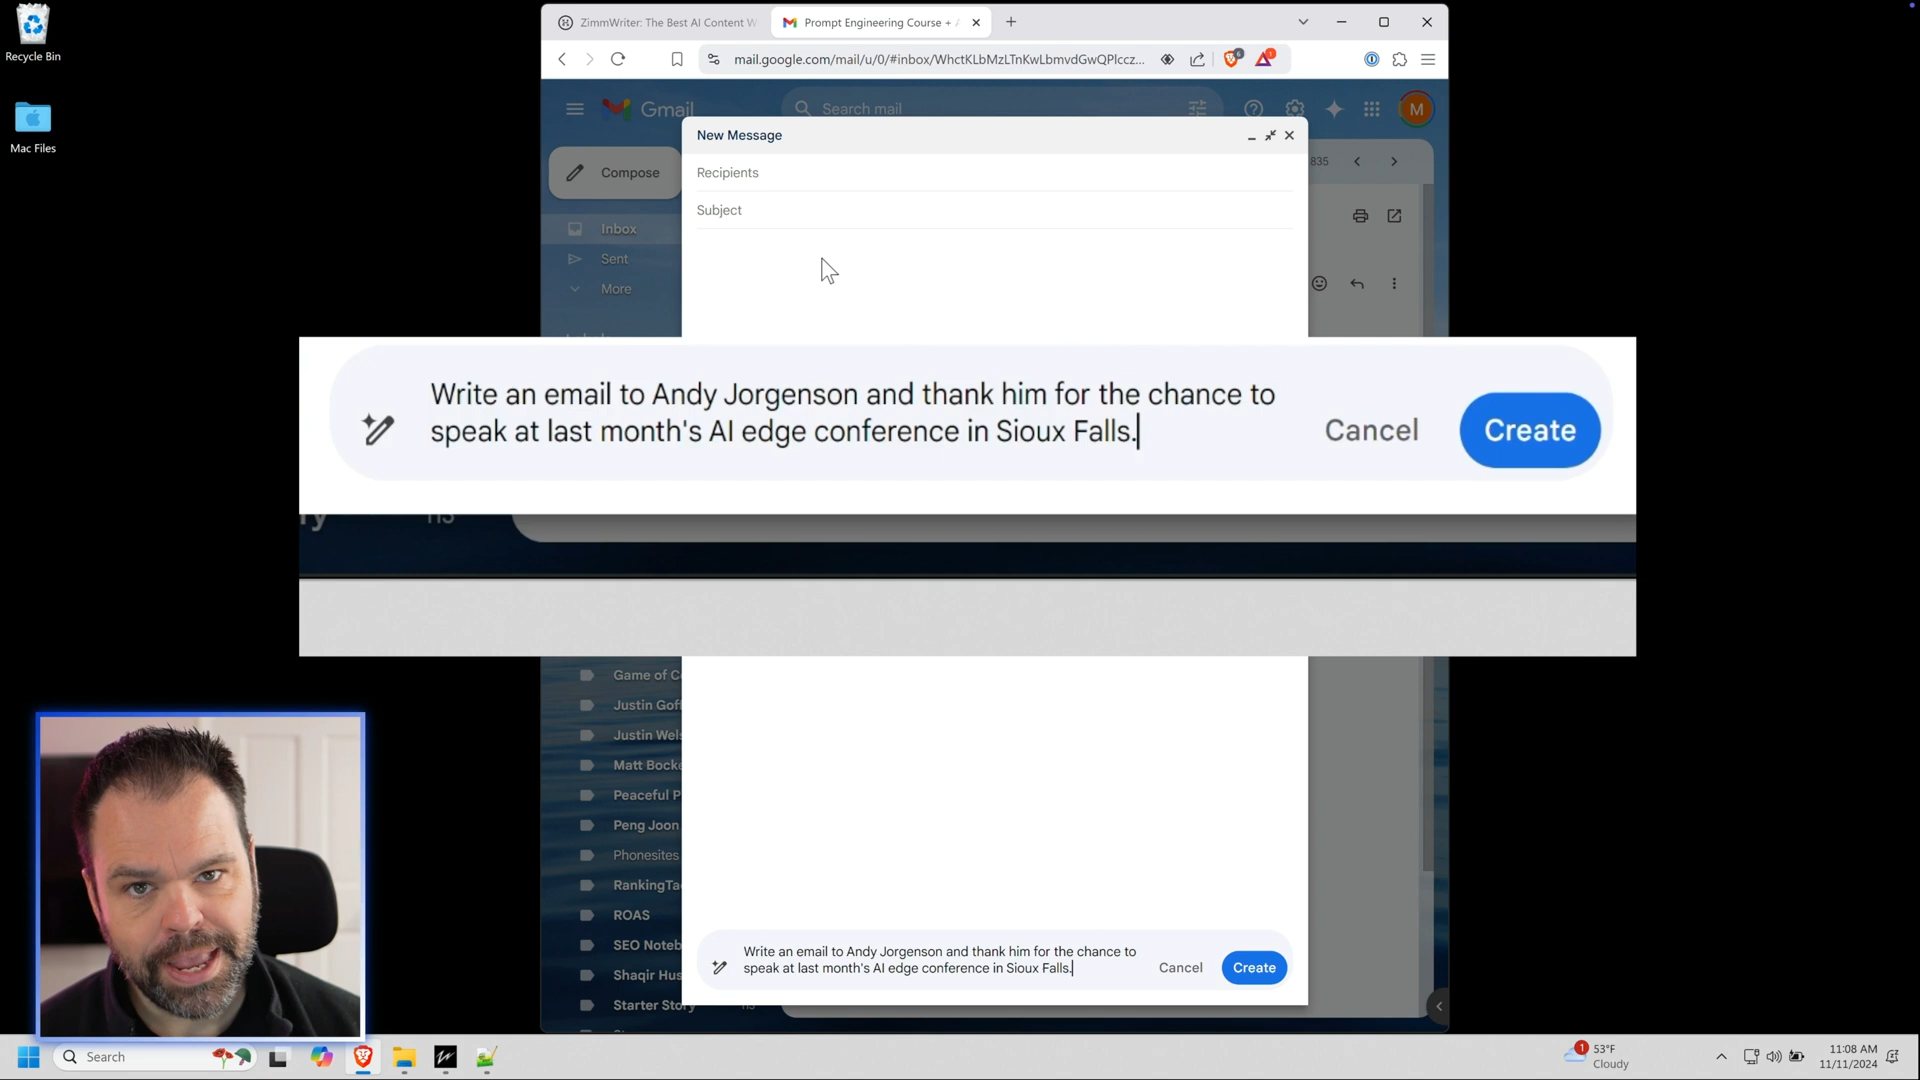 Recycle Bin
Mac Files
ZimmWriter: The Best AI Content W
Prompt Engineering Course + A
mail.google.com/mail/u/0/#inbox/WhctKLbMzLTnKwLbmvdGwQPlccz...
6
1
Gmail
Search mail
M
Compose
Inbox
Sent
More
835
New Message
Recipients
Subject
Write an email to Andy Jorgenson and thank him for the chance to
speak at last month's AI edge conference in Sioux Falls.
Cancel
Create
Game of C
Justin Goff
Justin Wels
Matt Bocke
Peaceful P
Peng Joon
Phonesites
RankingTa
ROAS
SEO Noteb
Shaqir Hus
Starter Story
Write an email to Andy Jorgenson and thank him for the chance to
speak at last month's AI edge conference in Sioux Falls.
Cancel
Create
Search
1
53°F
Cloudy
11:08 AM
11/11/2024